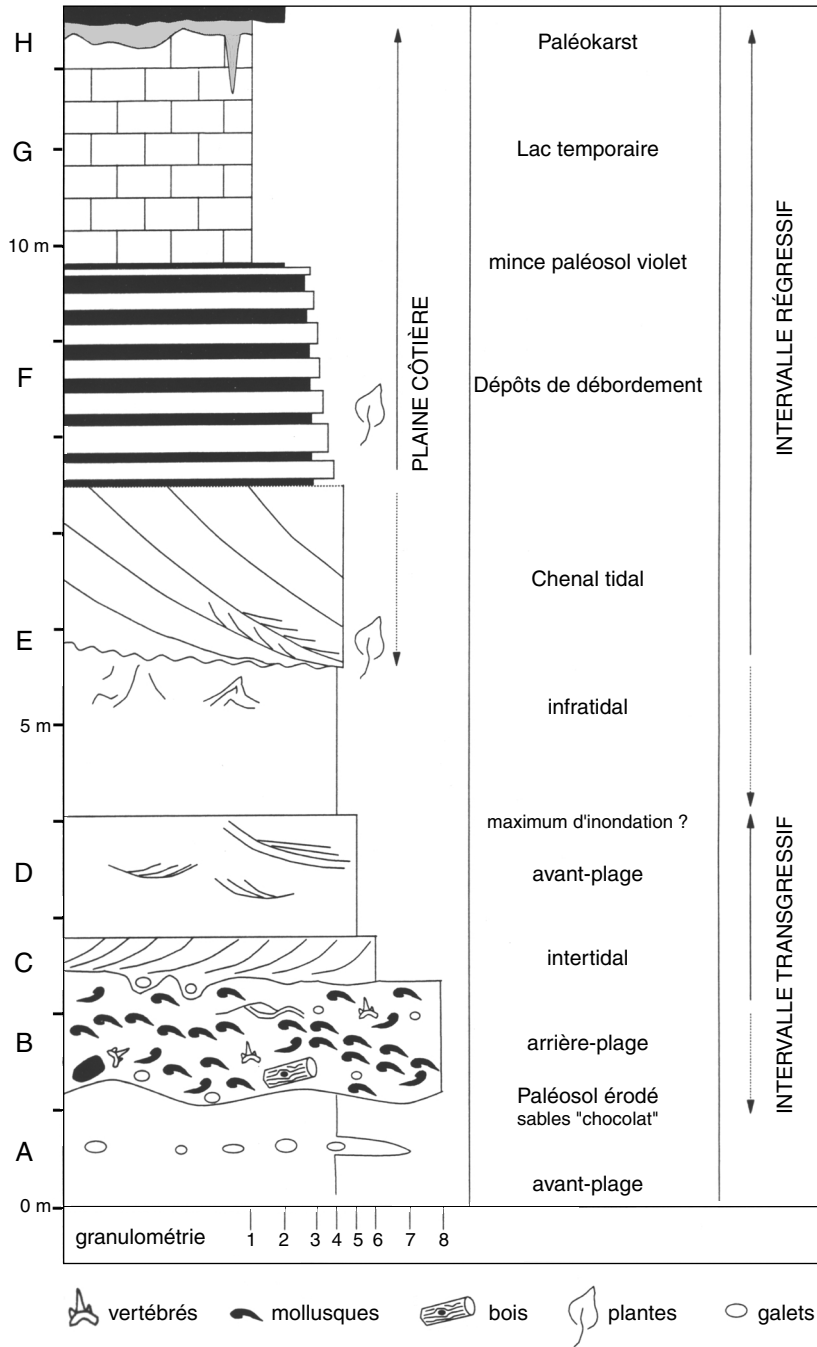 H
Paléokarst
G
Lac temporaire
10 m
mince paléosol violet
F
Dépôts de débordement
PLAINE CÔTIÈRE
INTERVALLE RÉGRESSIF
Chenal tidal
E
infratidal
5 m
maximum d'inondation ?
D
avant-plage
C
intertidal
INTERVALLE TRANSGRESSIF
B
arrière-plage
Paléosol érodé
sables "chocolat"
A
avant-plage
0 m
granulométrie 1 2 3 4 5 6 7 8
vertébrés mollusques bois plantes galets